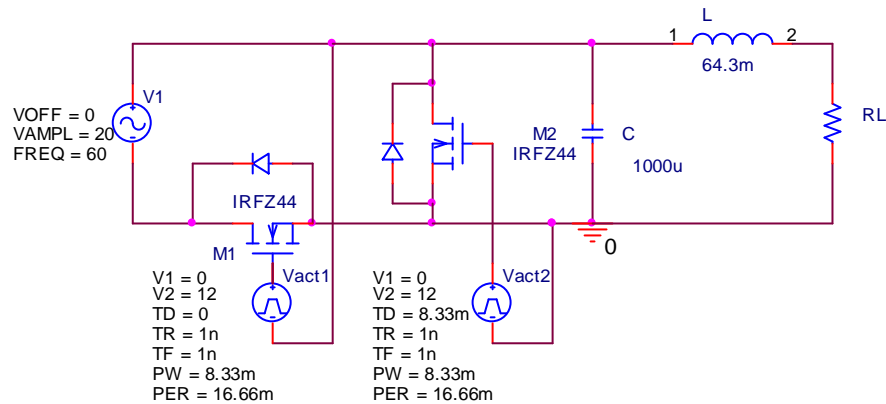 L
1
2
64.3m
V1
VOFF = 0
VAMPL = 20
FREQ = 60
RL
M2
IRFZ44
C
1000u
IRFZ44
M1
0
Vact1
V1 = 0
V2 = 12
TD = 0
TR = 1n
TF = 1n
PW = 8.33m
PER = 16.66m
Vact2
V1 = 0
V2 = 12
TD = 8.33m
TR = 1n
TF = 1n
PW = 8.33m
PER = 16.66m